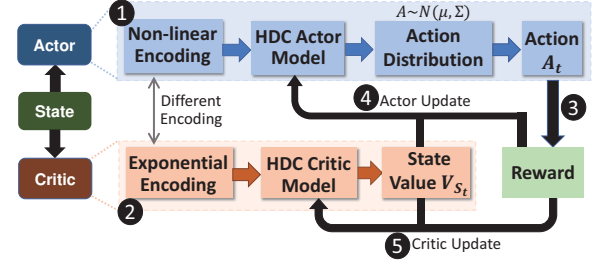 1
A~N(μ, Σ)
Actor
Non-linear
Encoding
HDC Actor
Model
Action
Distribution
Action
A_t
State
Different
Encoding
4 Actor Update
3
Critic
Exponential
Encoding
HDC Critic
Model
State
Value V_{S_t}
Reward
2
5 Critic Update